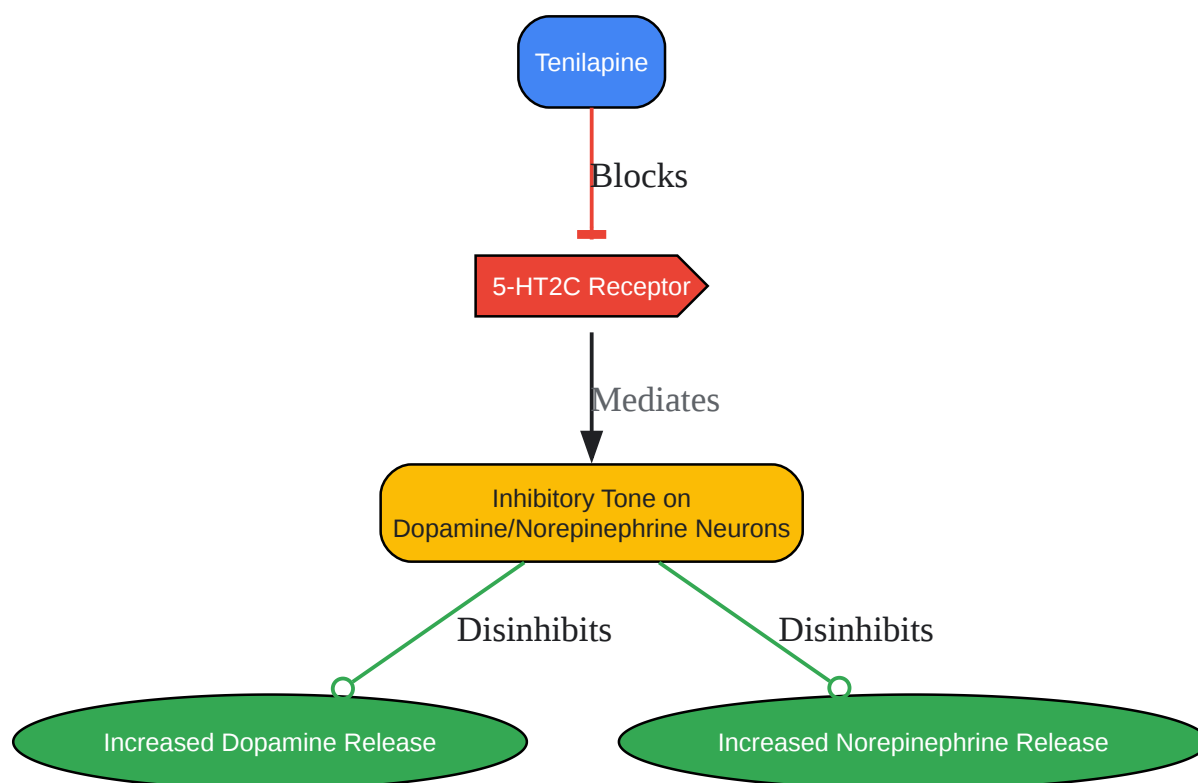 Tenilapine
Blocks
5-HT2C Receptor
Mediates
Inhibitory Tone on
Dopamine/Norepinephrine Neurons
Disinhibits
Disinhibits
Increased Dopamine Release
Increased Norepinephrine Release